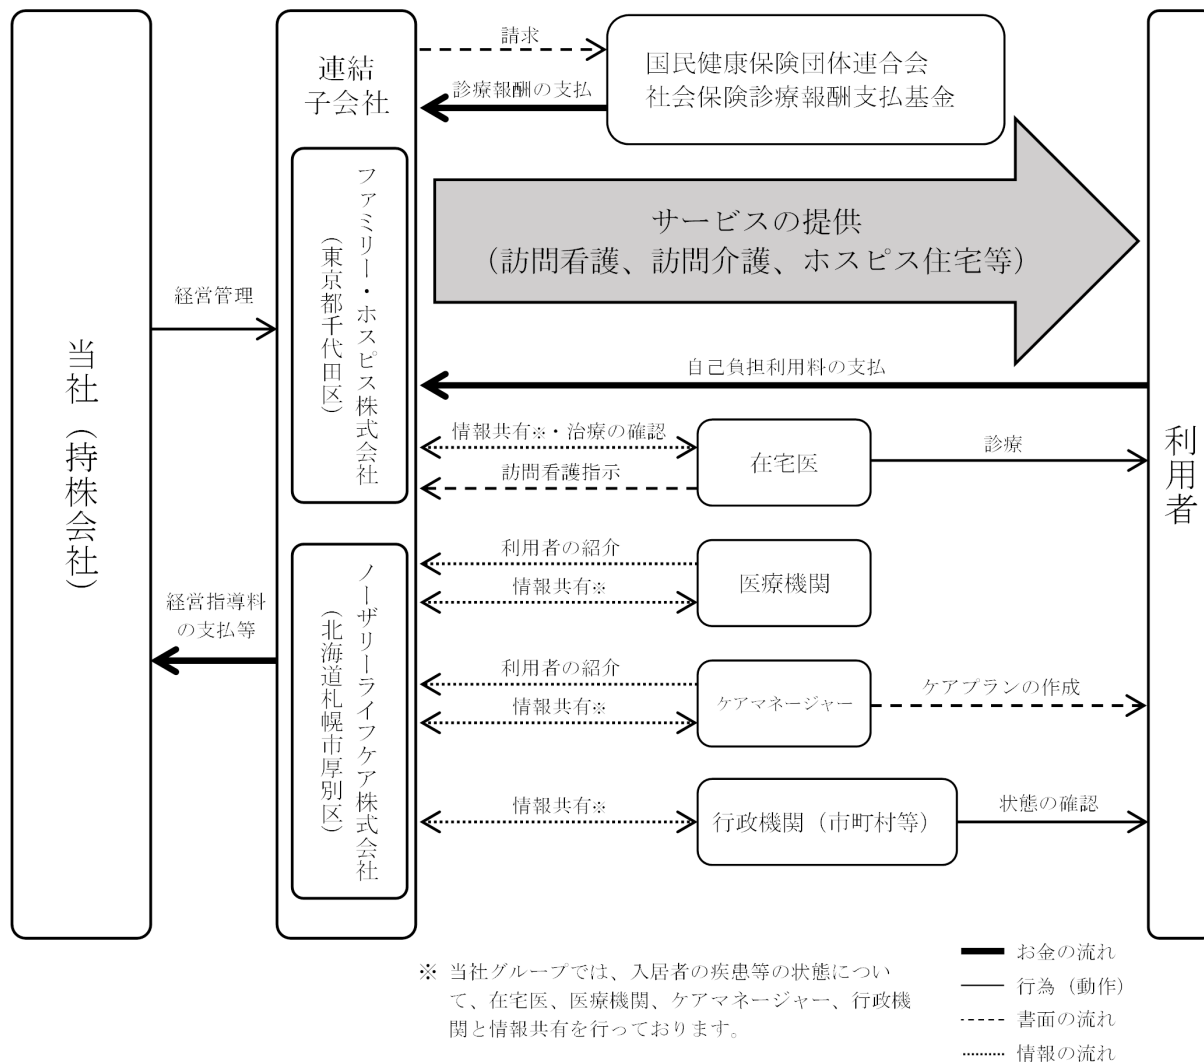 当社（持株会社）
経営管理
経営指導料
の支払等
連結
子会社
ファミリー・ホスピス株式会社
（東京都千代田区）
ノーザリーライフケア株式会社
（北海道札幌市厚別区）
請求
診療報酬の支払
国民健康保険団体連合会
社会保険診療報酬支払基金
サービスの提供
（訪問看護、訪問介護、ホスピス住宅等）
自己負担利用料の支払
情報共有※・治療の確認
訪問看護指示
在宅医
診療
利用者の紹介
情報共有※
医療機関
利用者の紹介
情報共有※
ケアマネージャー
ケアプランの作成
情報共有※
行政機関（市町村等）
状態の確認
利用者
※ 当社グループでは、入居者の疾患等の状態につい
て、在宅医、医療機関、ケアマネージャー、行政機
関と情報共有を行っております。
お金の流れ
行為（動作）
書面の流れ
情報の流れ